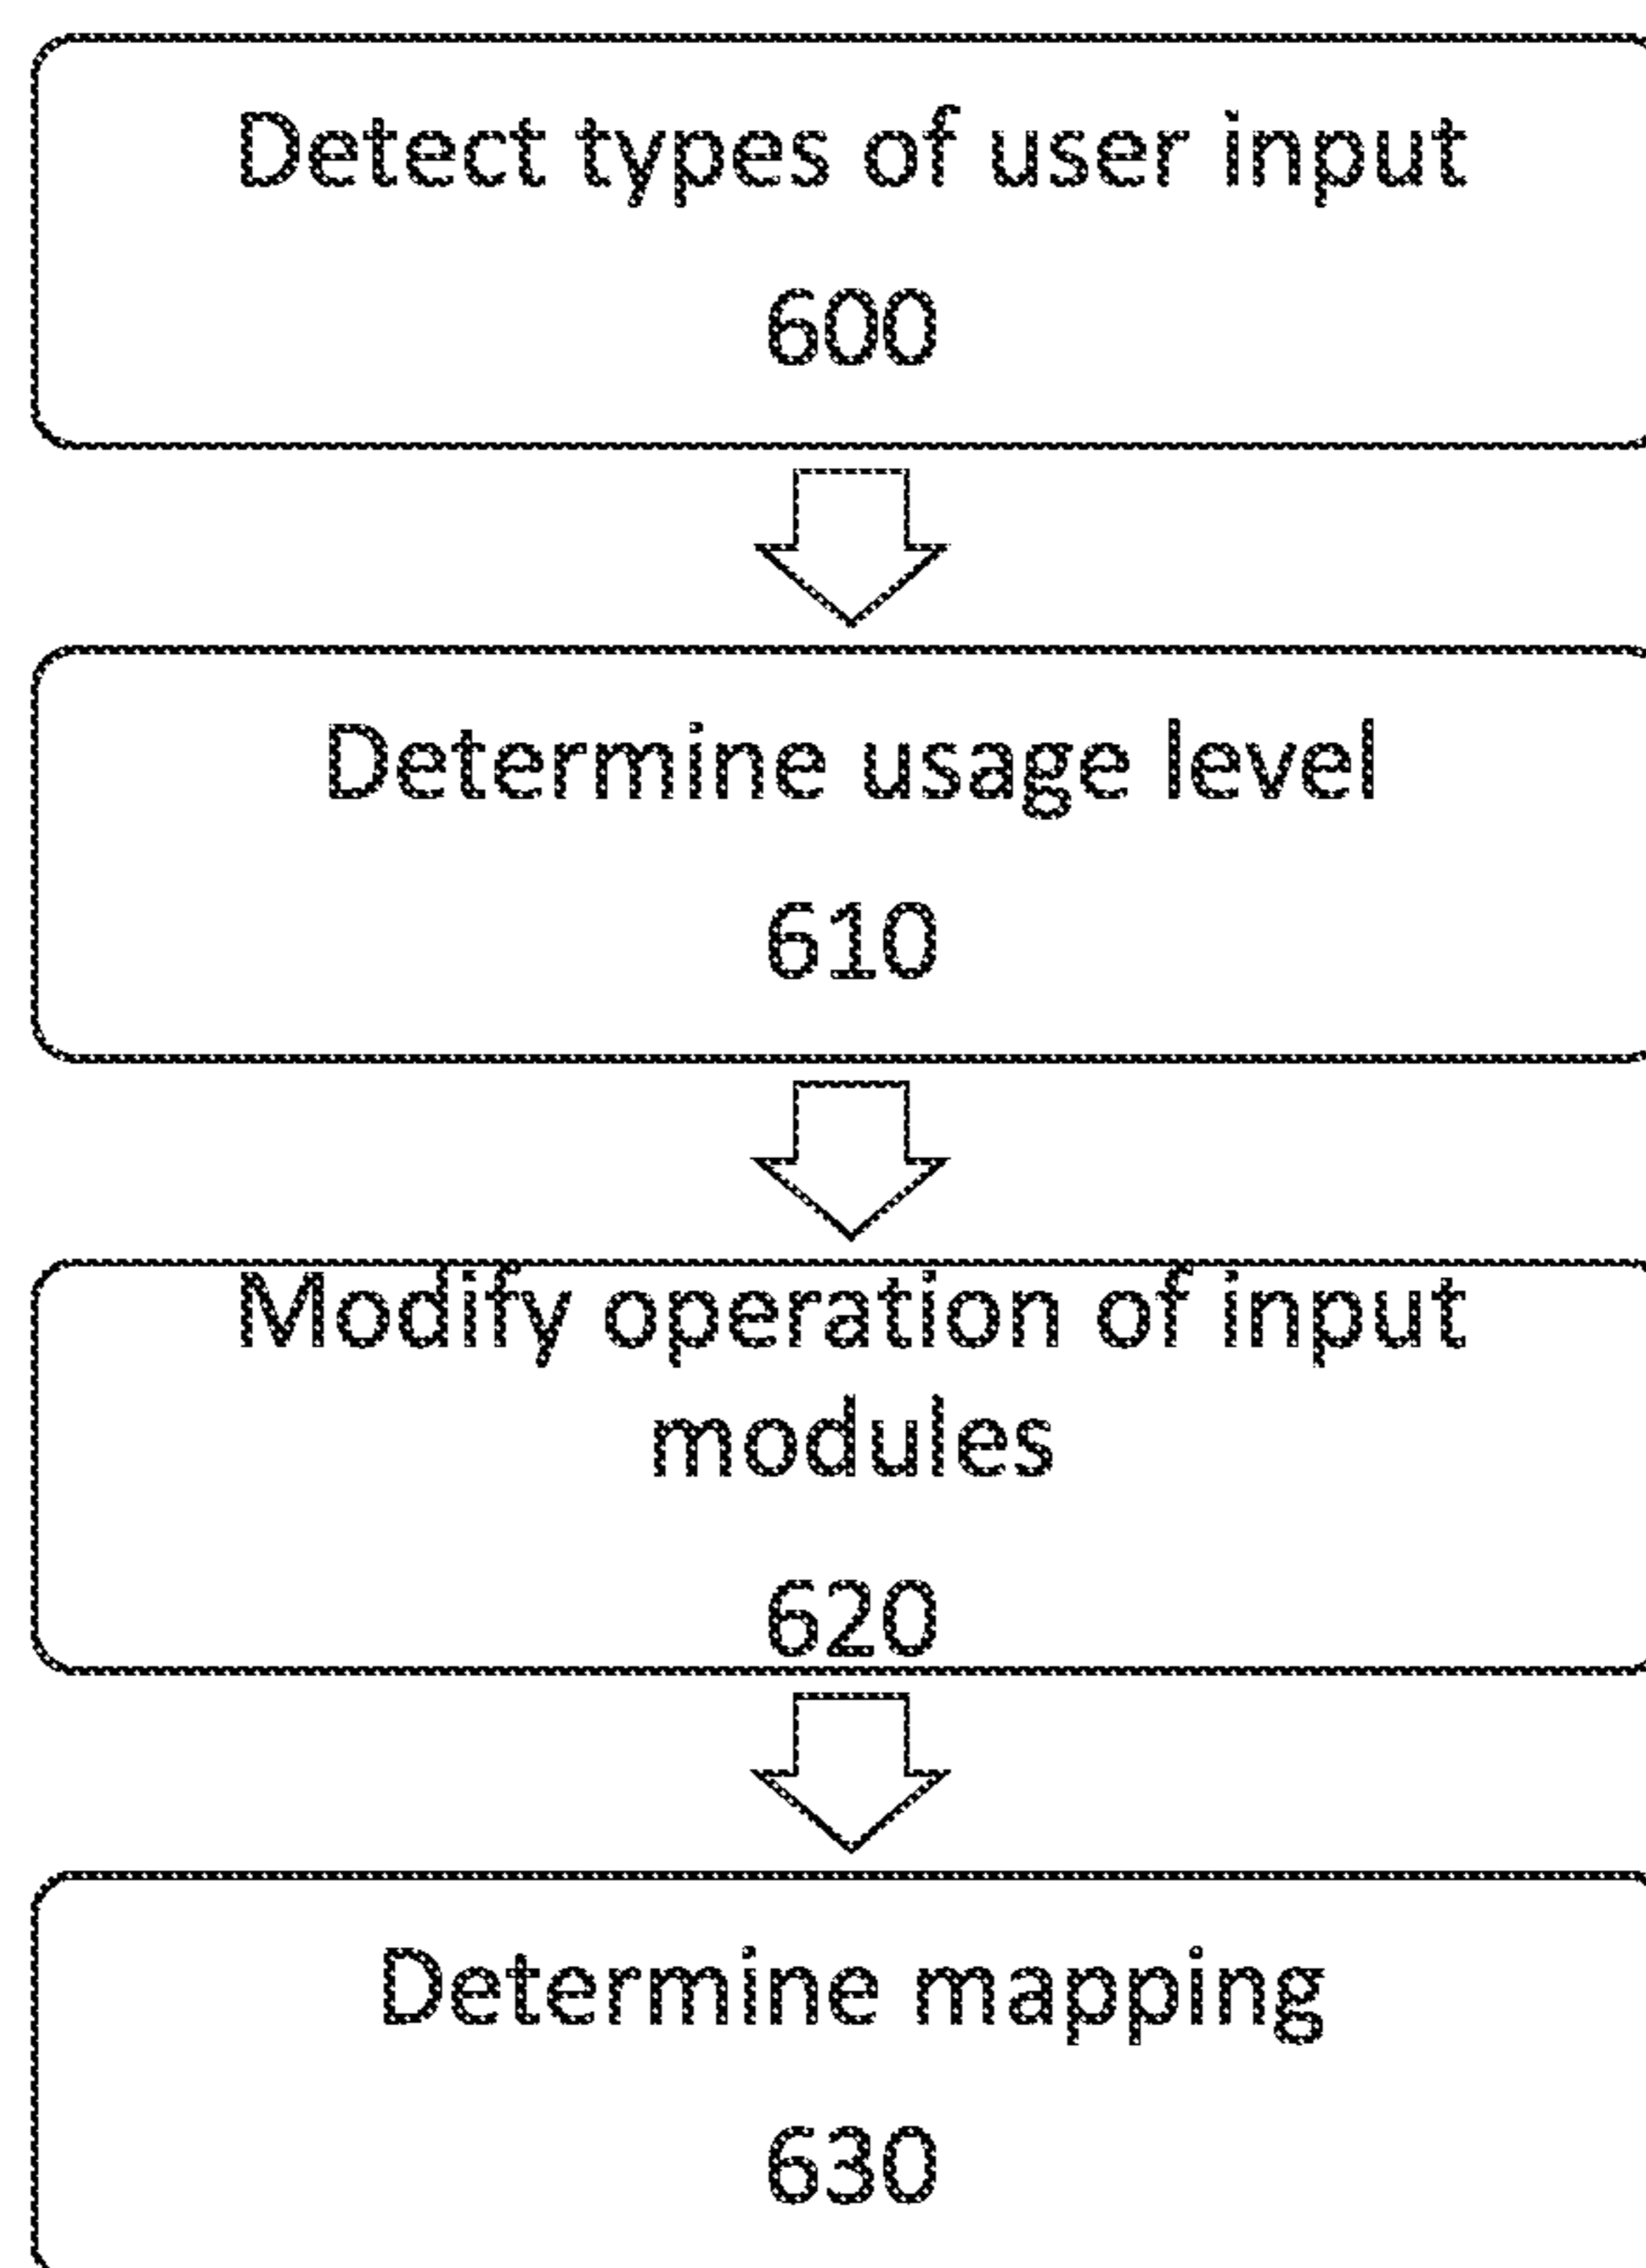 Detect types of user input
600
Determine usage level
610
Modify operation of input
modules
620
Determine mapping
630